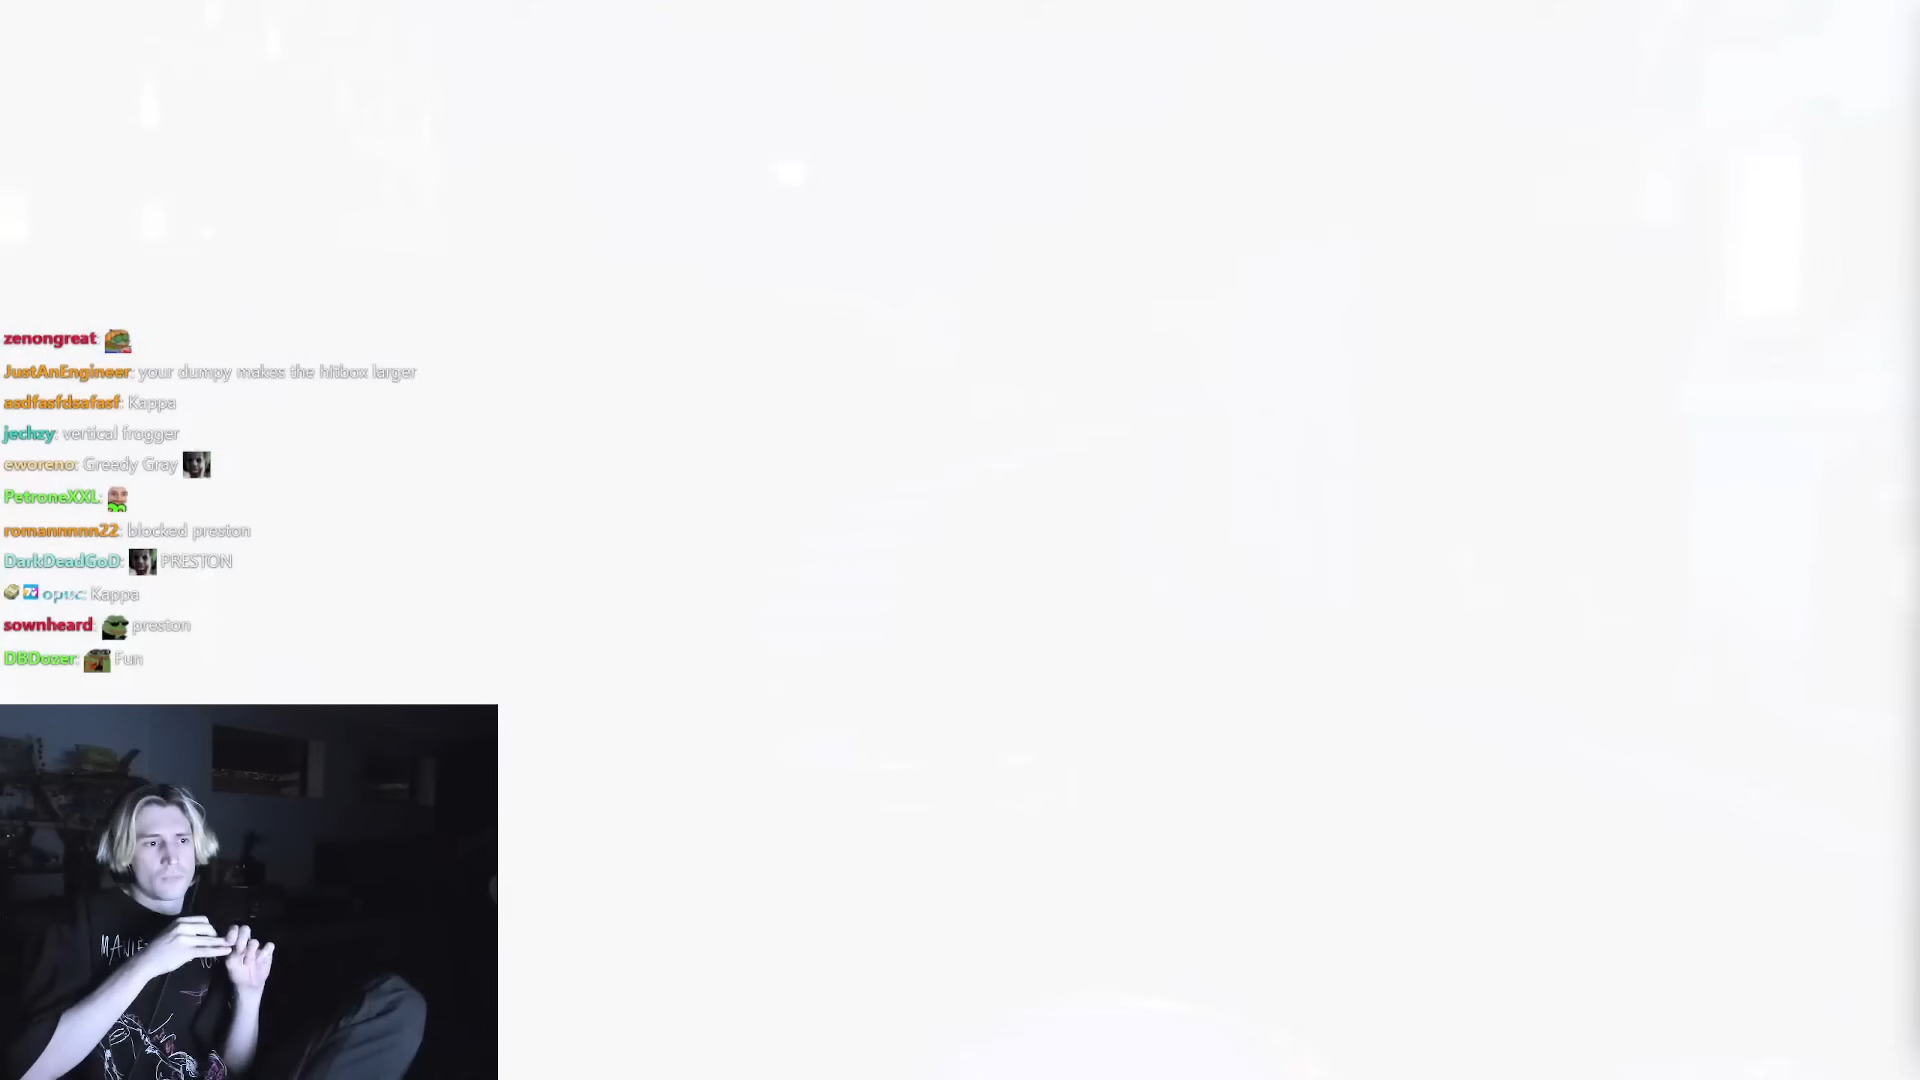 zenongreat:
JustAnEngineer: your dumpy makes the hitbox larger
asdfasfdsafasf: Kappa
jechzy: vertical frogger
eworeno: Greedy Gray
PetroneXXL:
romannnnn22: blocked preston
DarkDeadGoD: PRESTON
opuc: Kappa
sownheard: preston
DBDozer: Fun